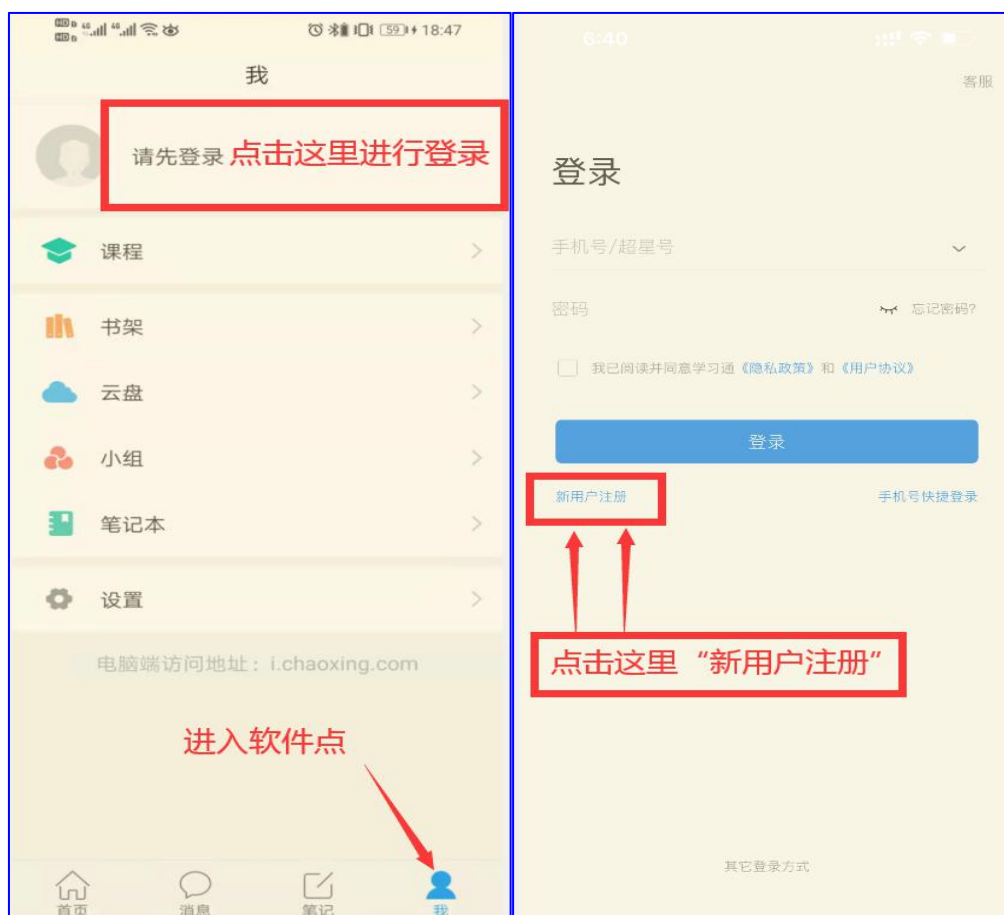 18:47
我
请先登录 点击这里进行登录
课程
书架
云盘
小组
笔记本
设置
电脑端访问地址：i.chaoxing.com
进入软件点
首页 消息 笔记 我
6:40
客服
登录
手机号/超星号
密码 忘记密码?
我已阅读并同意学习通《隐私政策》和《用户协议》
登录
新用户注册 手机号快捷登录
点击这里“新用户注册”
其它登录方式